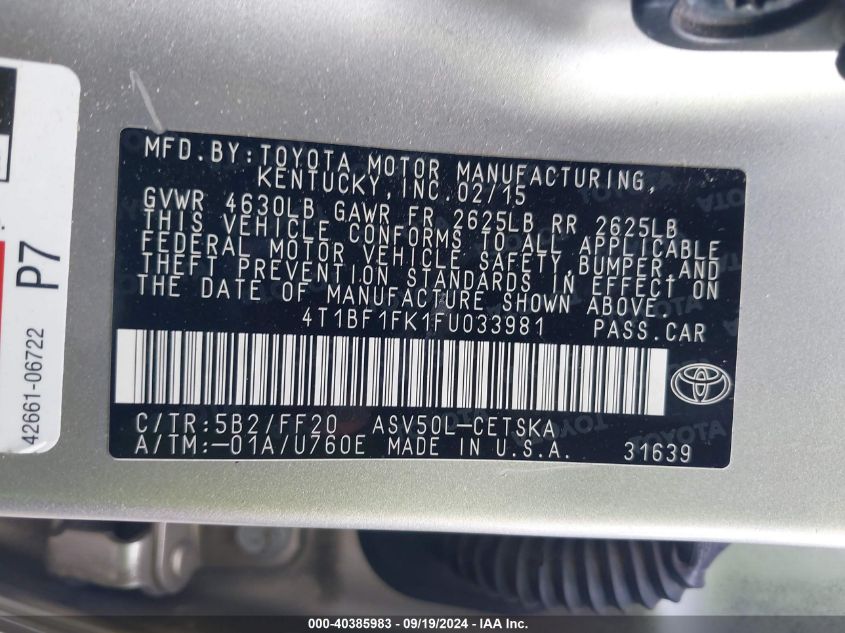 MFD.BY:TOYOTA MOTOR MANUFACTURING,
KENTUCKY,INC.02/15
GVWR 4630LB GAWR FR 2625LB RR 2625LB
THIS VEHICLE CONFORMS TO ALL APPLICABLE
FEDERAL MOTOR VEHICLE SAFETY,BUMPER,AND
THEFT PREVENTION STANDARDS IN EFFECT ON
THE DATE OF MANUFACTURE SHOWN ABOVE.
4T1BF1FK1FU033981 PASS.CAR
C/TR:5B2/FF20 ASV50L-CETSKA
A/TM:-01A/U760E MADE IN U.S.A. 31639
42661-06722 P7
000-40385983 - 09/19/2024 - IAA Inc.